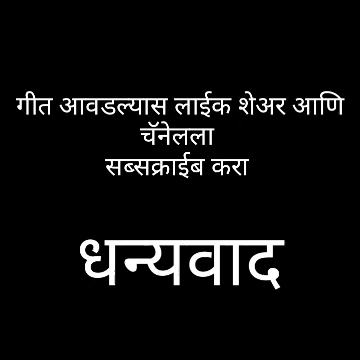 गीत आवडल्यास लाईक शेअर आणि
चॅनेलला
सब्सक्राईब करा
धन्यवाद